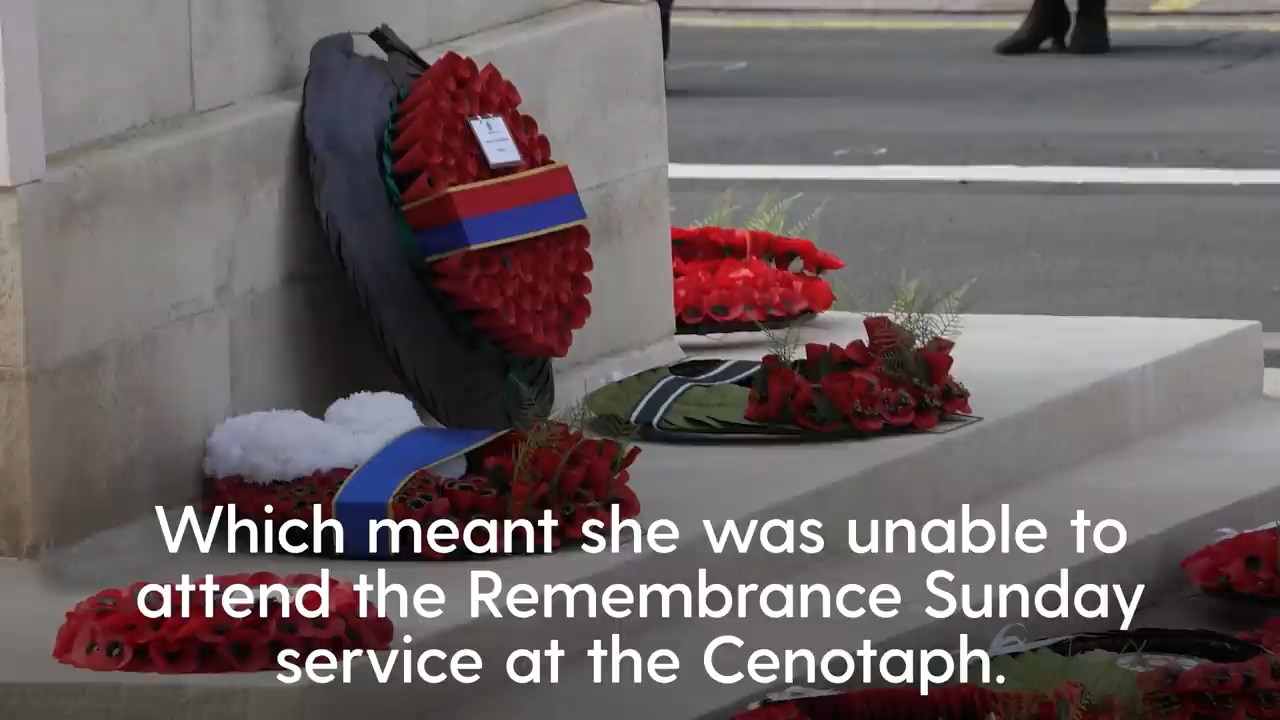 Which meant she was unable to
attend the Remembrance Sunday
service at the Cenotaph.